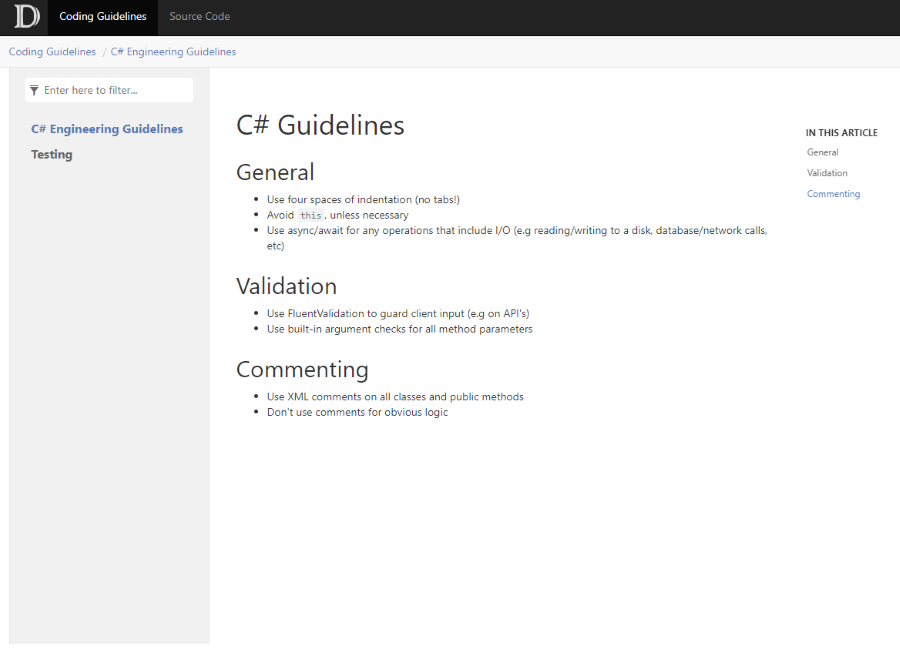 D
Coding Guidelines
Source Code
Coding Guidelines / C# Engineering Guidelines
Enter here to filter...
C# Engineering Guidelines
Testing
C# Guidelines
General
• Use four spaces of indentation (no tabs!)
• Avoid this, unless necessary
• Use async/await for any operations that include I/O (e.g reading/writing to a disk, database/network calls,
etc)
Validation
• Use FluentValidation to guard client input (e.g on API's)
• Use built-in argument checks for all method parameters
Commenting
• Use XML comments on all classes and public methods
• Don't use comments for obvious logic
IN THIS ARTICLE
General
Validation
Commenting